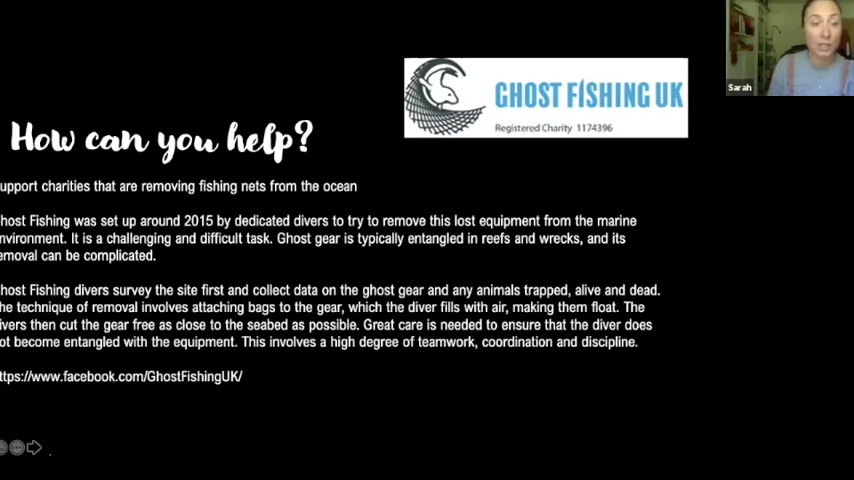 GHOST FISHING UK
Registered Charity 1174396
Sarah
How can you help?
upport charities that are removing fishing nets from the ocean
host Fishing was set up around 2015 by dedicated divers to try to remove this lost equipment from the marine
nvironment. It is a challenging and difficult task. Ghost gear is typically entangled in reefs and wrecks, and its
emoval can be complicated.
host Fishing divers survey the site first and collect data on the ghost gear and any animals trapped, alive and dead.
he technique of removal involves attaching bags to the gear, which the diver fills with air, making them float. The
ivers then cut the gear free as close to the seabed as possible. Great care is needed to ensure that the diver does
ot become entangled with the equipment. This involves a high degree of teamwork, coordination and discipline.
ttps://www.facebook.com/GhostFishingUK/